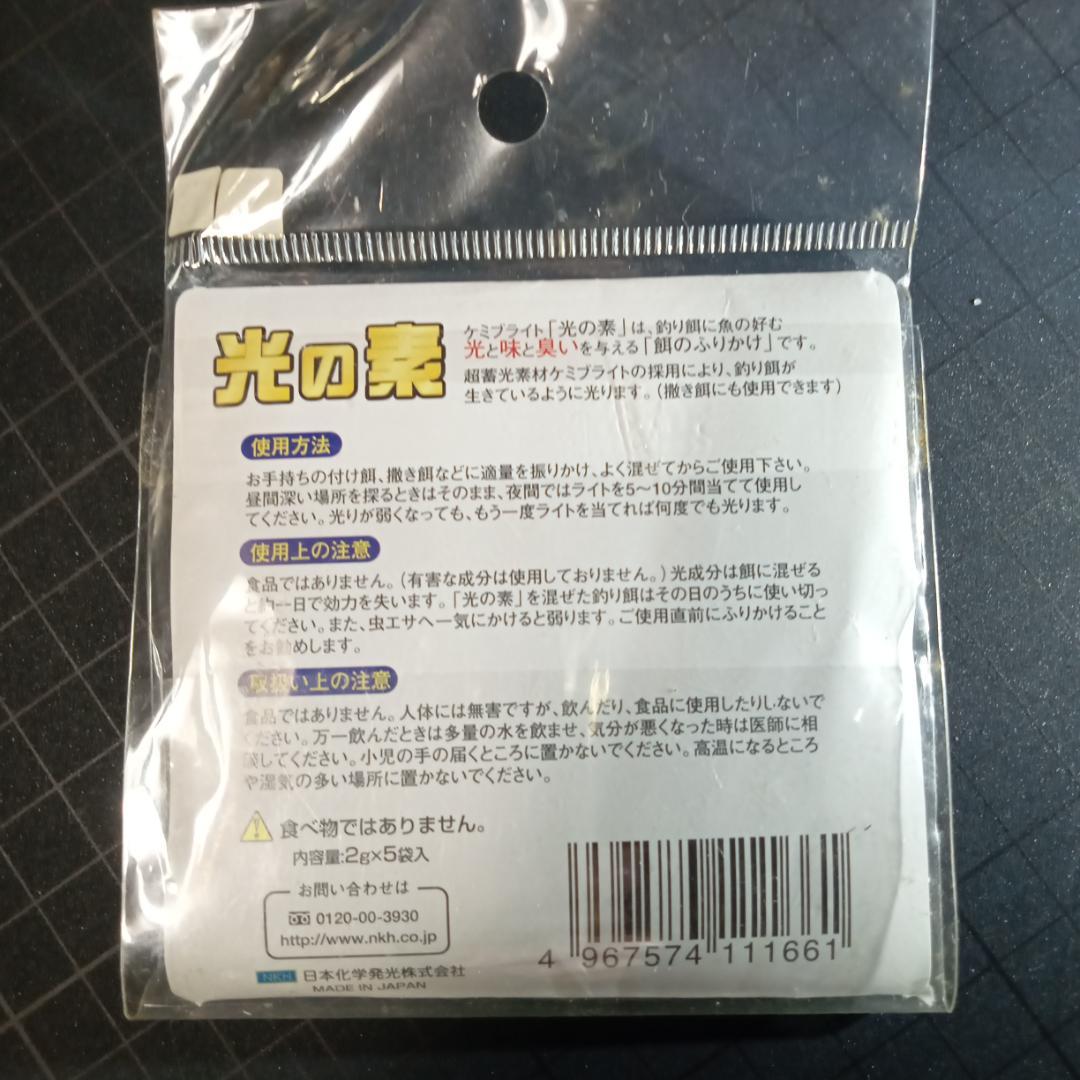 光の素
ケミブライト「光の素」は、釣り餌に魚の好む
光と味と臭いを与える「餌のふりかけ」です。
超蓄光素材ケミブライトの採用により、釣り餌が
生きているように光ります。(撒き餌にも使用できます)
使用方法
お手持ちの付け餌、撒き餌などに適量を振りかけ、よく混ぜてからご使用下さい。
昼間深い場所を探るときはそのまま、夜間ではライトを5〜10分間当てて使用し
てください。光りが弱くなっても、もう一度ライトを当てれば何度でも光ります。
使用上の注意
食品ではありません。(有害な成分は使用しておりません。)光成分は餌に混ぜる
と約一日で効力を失います。「光の素」を混ぜた釣り餌はその日のうちに使い切っ
てください。また、虫エサへ一気にかけると弱ります。ご使用直前にふりかけること
をお勧めします。
取扱い上の注意
食品ではありません。人体には無害ですが、飲んだり、食品に使用したりしないで
ください。万一飲んだときは多量の水を飲ませ、気分が悪くなった時は医師に相
談してください。小児の手の届くところに置かないでください。高温になるところ
や湿気の多い場所に置かないでください。
食べ物ではありません。
内容量:2g×5袋入
お問い合わせは
0120-00-3930
http://www.nkh.co.jp
NKH 日本化学発光株式会社
MADE IN JAPAN
4 967574 111661